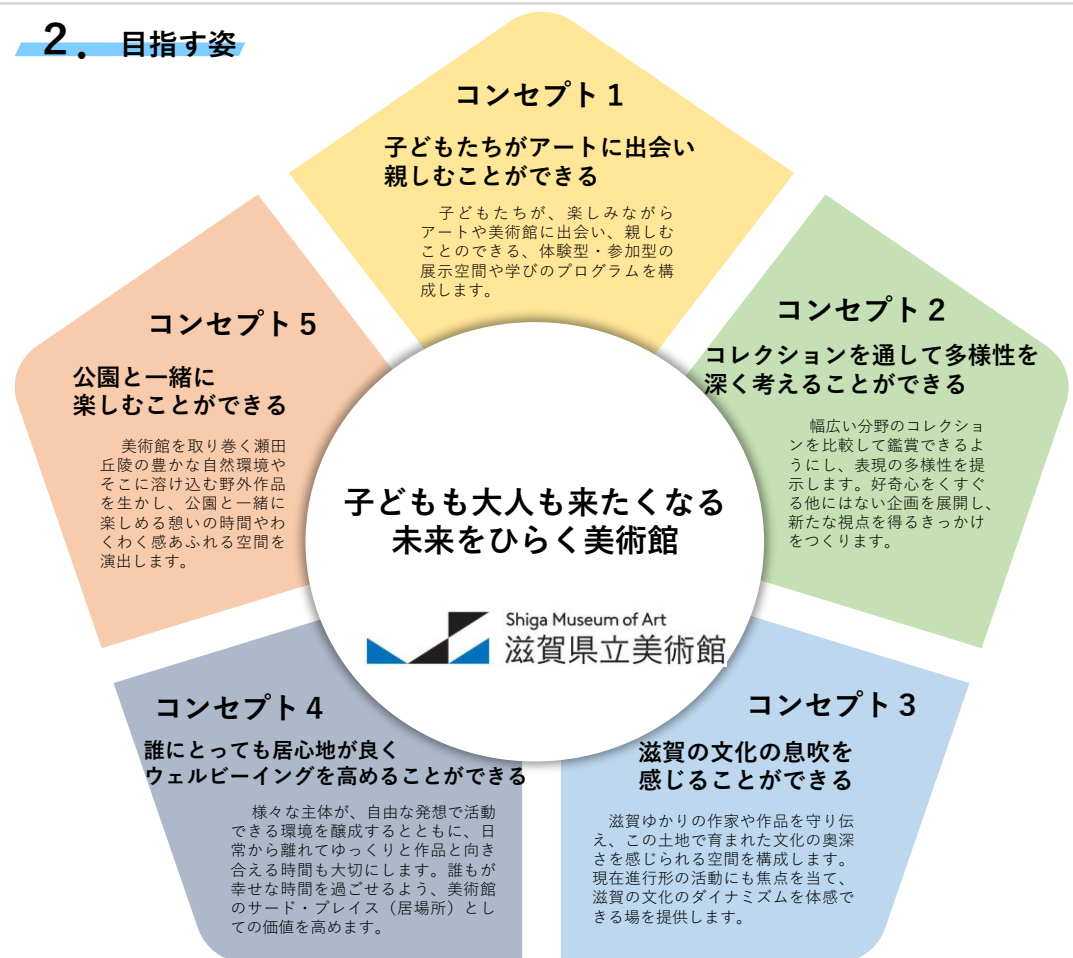 2． 目指す姿
コンセプト１
子どもたちがアートに出会い
親しむことができる
子どもたちが、楽しみながら
アートや美術館に出会い、親しむ
ことのできる、体験型・参加型の
展示空間や学びのプログラムを構
成します。
コンセプト２
コレクションを通して多様性を
深く考えることができる
幅広い分野のコレクショ
ンを比較して鑑賞できるよ
うにし、表現の多様性を提
示します。好奇心をくすぐ
る他にはない企画を展開し、
新たな視点を得るきっかけ
をつくります。
コンセプト３
滋賀の文化の息吹を
感じることができる
滋賀ゆかりの作家や作品を守り伝
え、この土地で育まれた文化の奥深
さを感じられる空間を構成します。
現在進行形の活動にも焦点を当て、
滋賀の文化のダイナミズムを体感で
きる場を提供します。
コンセプト４
誰にとっても居心地が良く
ウェルビーイングを高めることができる
様々な主体が、自由な発想で活動
できる環境を醸成するとともに、日
常から離れてゆっくりと作品と向き
合える時間も大切にします。誰もが
幸せな時間を過ごせるよう、美術館
のサード・プレイス（居場所）とし
ての価値を高めます。
コンセプト５
公園と一緒に
楽しむことができる
美術館を取り巻く瀬田
丘陵の豊かな自然環境や
そこに溶け込む野外作品
を生かし、公園と一緒に
楽しめる憩いの時間やわ
くわく感あふれる空間を
演出します。
子どもも大人も来たくなる
未来をひらく美術館
Shiga Museum of Art
滋賀県立美術館